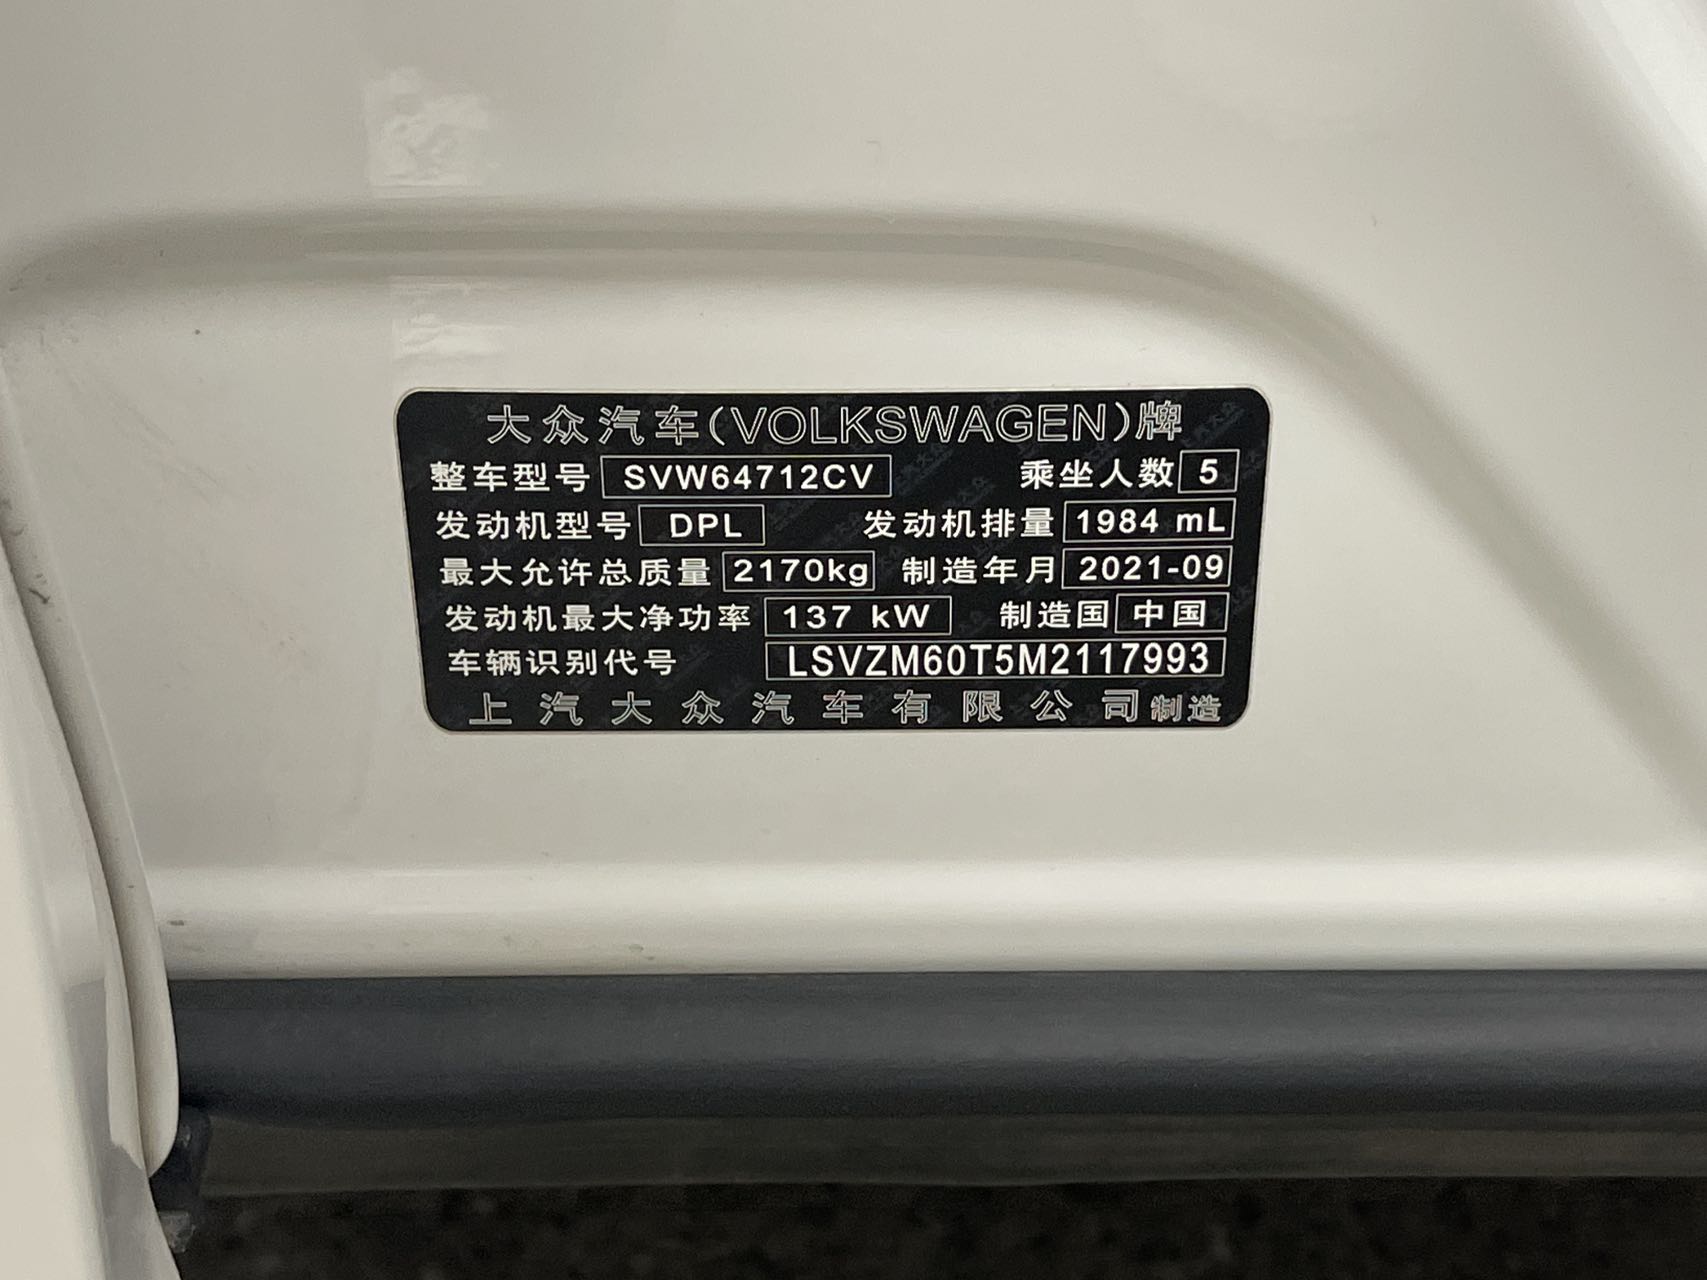 大众汽车(VOLKSWAGEN)牌
整车型号 SVW64712CV 乘坐人数 5
发动机型号 DPL 发动机排量 1984 mL
最大允许总质量 2170kg 制造年月 2021-09
发动机最大净功率 137 kW 制造国 中国
车辆识别代号 LSVZM60T5M2117993
上汽大众汽车有限公司制造